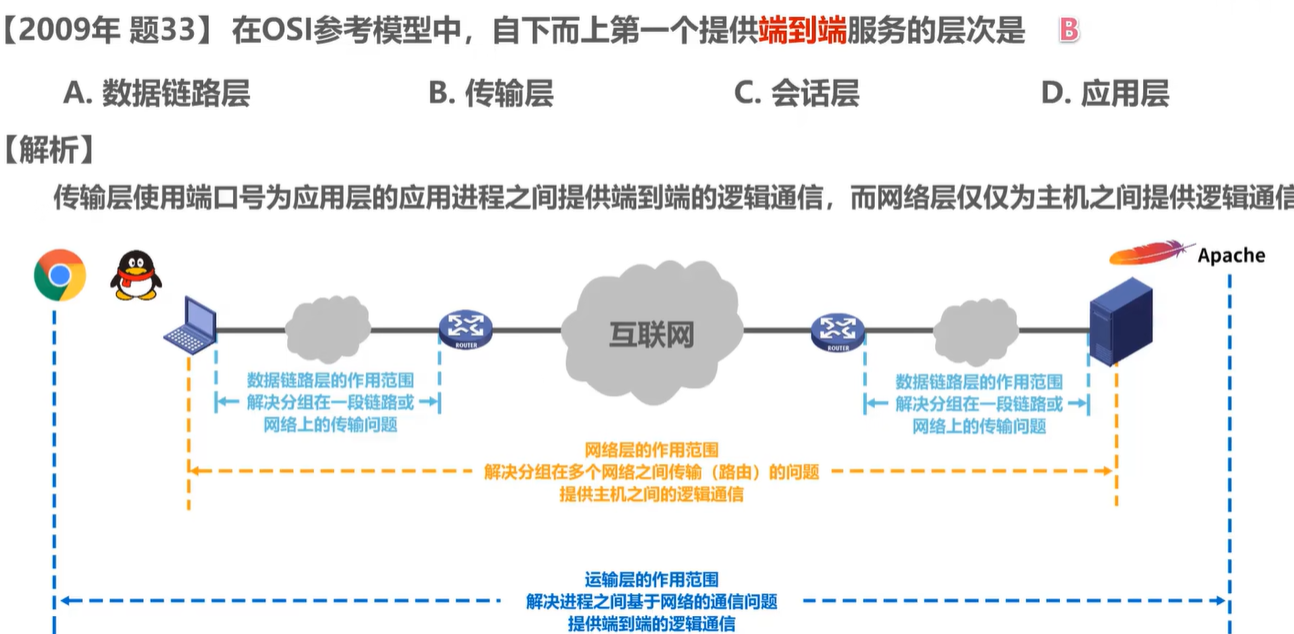 【2009年 题33】在OSI参考模型中，自下而上第一个提供端到端服务的层次是 B
A. 数据链路层 B. 传输层 C. 会话层 D. 应用层
【解析】
传输层使用端口号为应用层的应用进程之间提供端到端的逻辑通信，而网络层仅仅为主机之间提供逻辑通信
Apache
互联网
ROUTER
ROUTER
数据链路层的作用范围
解决分组在一段链路或
网络上的传输问题
数据链路层的作用范围
解决分组在一段链路或
网络上的传输问题
网络层的作用范围
解决分组在多个网络之间传输（路由）的问题
提供主机之间的逻辑通信
运输层的作用范围
解决进程之间基于网络的通信问题
提供端到端的逻辑通信